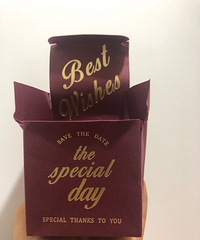 Best
Wishes
SAVE THE DATE
the
special
day
SPECIAL THANKS TO YOU